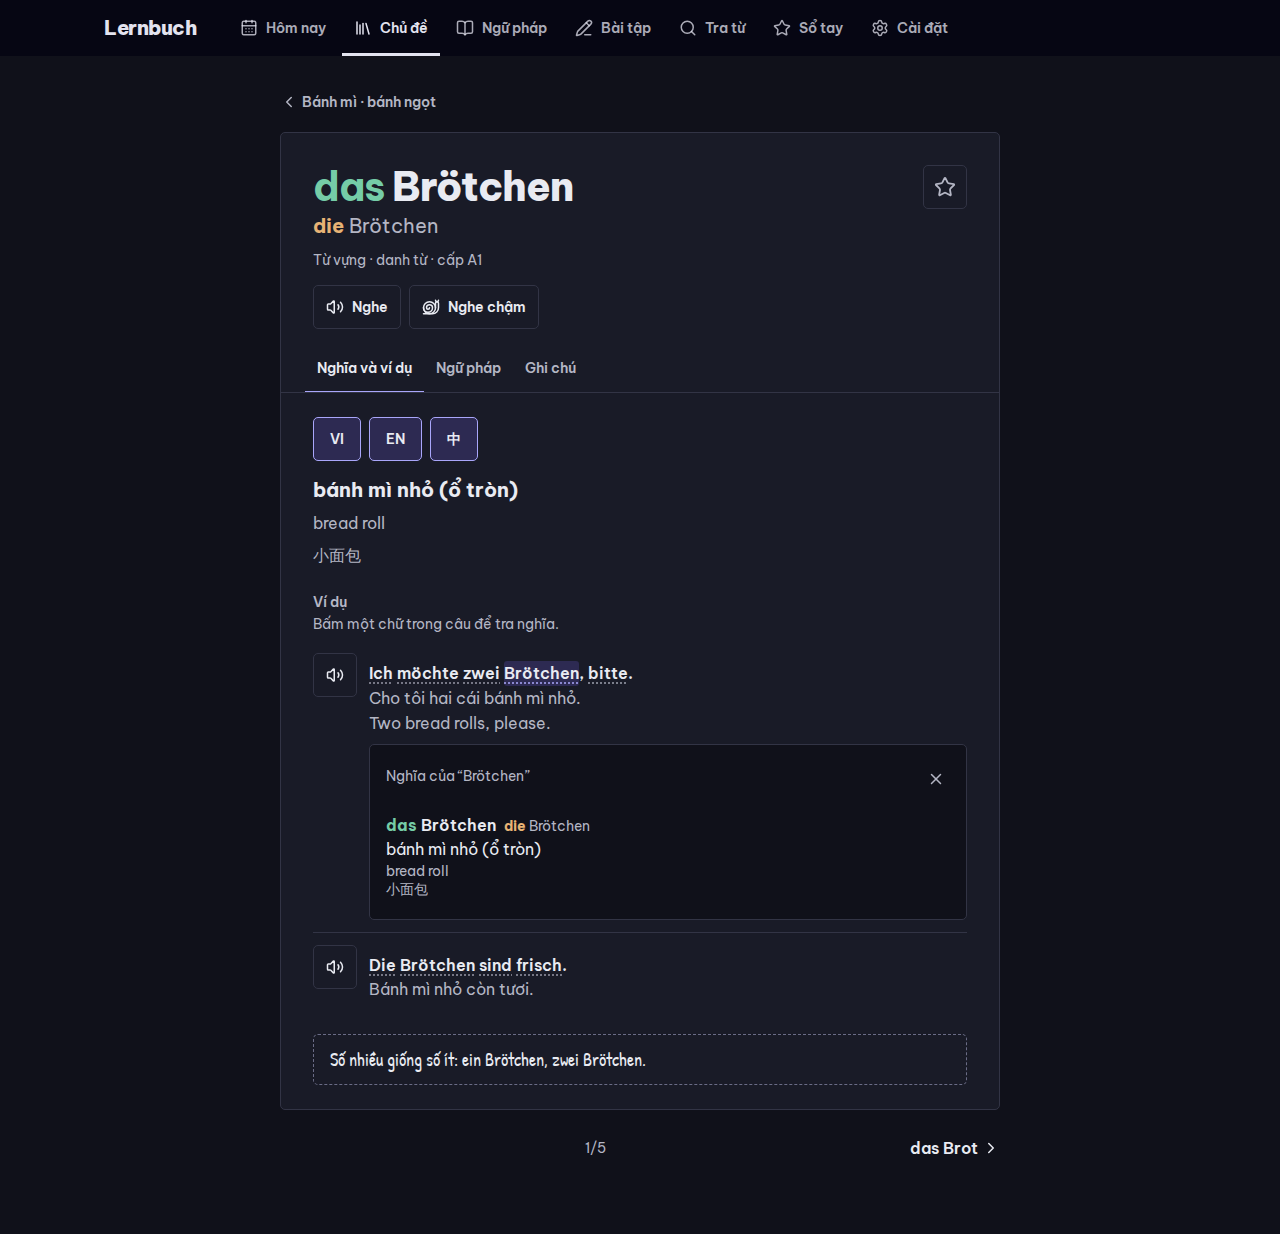 Lernbuch
Hôm nay
Chủ đề
Ngữ pháp
Bài tập
Tra từ
Sổ tay
Cài đặt
Bánh mì · bánh ngọt
das Brötchen
die Brötchen
Từ vựng · danh từ · cấp A1
Nghe
Nghe chậm
Nghĩa và ví dụ
Ngữ pháp
Ghi chú
VI
EN
中
bánh mì nhỏ (ổ tròn)
bread roll
小面包
Ví dụ
Bấm một chữ trong câu để tra nghĩa.
Ich möchte zwei Brötchen, bitte.
Cho tôi hai cái bánh mì nhỏ.
Two bread rolls, please.
Nghĩa của “Brötchen”
das Brötchen die Brötchen
bánh mì nhỏ (ổ tròn)
bread roll
小面包
Die Brötchen sind frisch.
Bánh mì nhỏ còn tươi.
Số nhiều giống số ít: ein Brötchen, zwei Brötchen.
1/5
das Brot